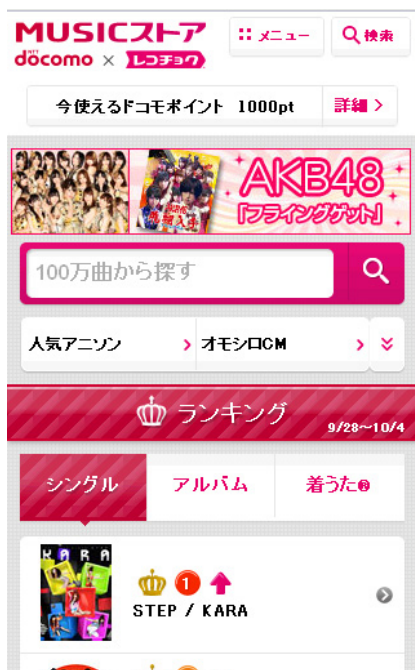 MUSICストア
NTT docomo × レコチョク
メニュー
検索
今使えるドコモポイント 1000pt
詳細
AKB48
『フライングゲット』
100万曲から探す
人気アニソン
オモシロCM
ランキング
9/28～10/4
シングル
アルバム
着うた®
KARA
1
STEP / KARA